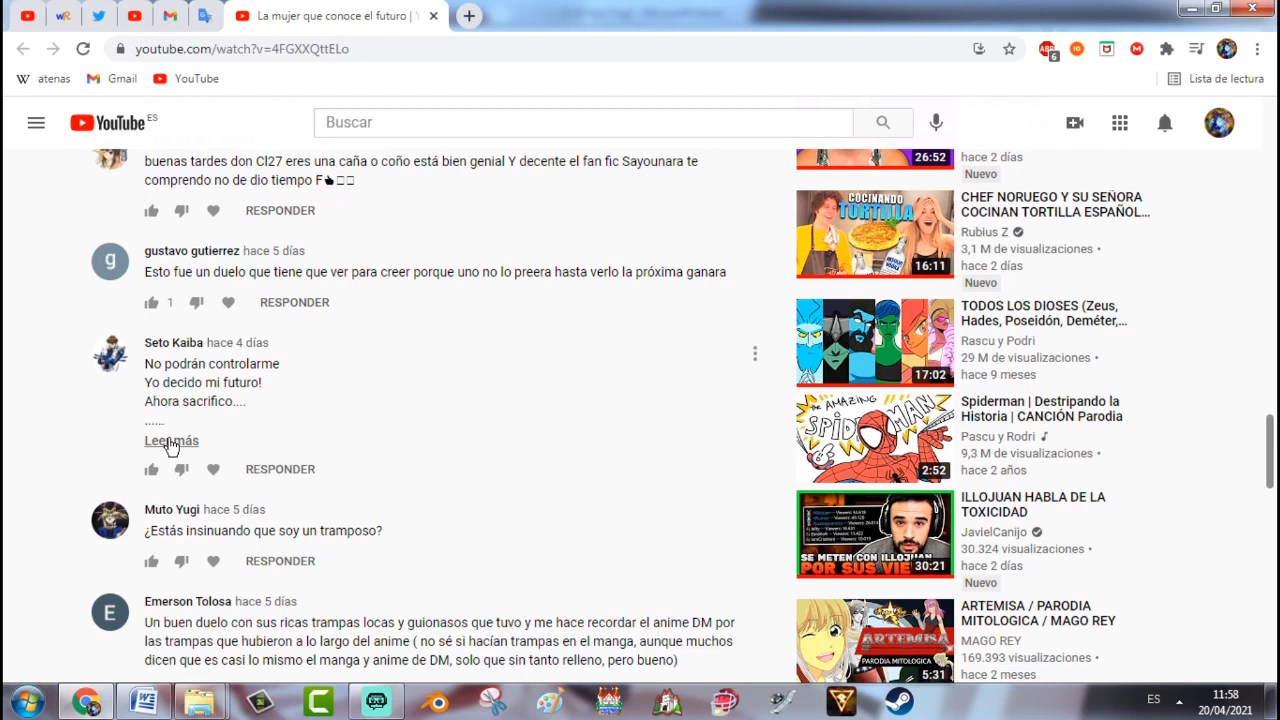 La mujer que conoce el futuro | Y
youtube.com/watch?v=4FGXXQttELo
atenas
Gmail
YouTube
Lista de lectura
YouTube ES
Buscar
buenas tardes don Cl27 eres una caña o coño está bien genial Y decente el fan fic Sayounara te
comprendo no de dio tiempo F
RESPONDER
gustavo gutierrez hace 5 días
Esto fue un duelo que tiene que ver para creer porque uno no lo preera hasta verlo la próxima ganara
1
RESPONDER
Seto Kaiba hace 4 días
No podrán controlarme
Yo decido mi futuro!
Ahora sacrifico....
......
Leer más
RESPONDER
Muto Yugi hace 5 días
¿Estás insinuando que soy un tramposo?
RESPONDER
E
Emerson Tolosa hace 5 días
Un buen duelo con sus ricas trampas locas y guionasos que tuvo y me hace recordar el anime DM por
las trampas que hubieron a lo largo del anime ( no sé si hacían trampas en el manga, aunque muchos
dicen que es casi lo mismo el manga y anime de DM, solo que sin tanto relleno, pero bueno)
26:52
hace 2 días
Nuevo
COCINANDO
TORTILLA
16:11
CHEF NORUEGO Y SU SEÑORA
COCINAN TORTILLA ESPAÑOL...
Rubius Z
3,1 M de visualizaciones •
hace 2 días
Nuevo
17:02
TODOS LOS DIOSES (Zeus,
Hades, Poseidón, Deméter,...
Rascu y Podri
29 M de visualizaciones •
hace 9 meses
THE AMAZING
SPIDERMAN
2:52
Spiderman | Destripando la
Historia | CANCIÓN Parodia
Pascu y Rodri
9,3 M de visualizaciones •
hace 2 años
SE METEN CON ILLOJUAN
POR SUS VIE
30:21
ILLOJUAN HABLA DE LA
TOXICIDAD
JavielCanijo
30.324 visualizaciones •
hace 2 días
Nuevo
ARTEMISA
PARODIA
MITOLOGICA
5:31
ARTEMISA / PARODIA
MITOLOGICA / MAGO REY
MAGO REY
169.393 visualizaciones •
hace 2 meses
ES
11:58
20/04/2021